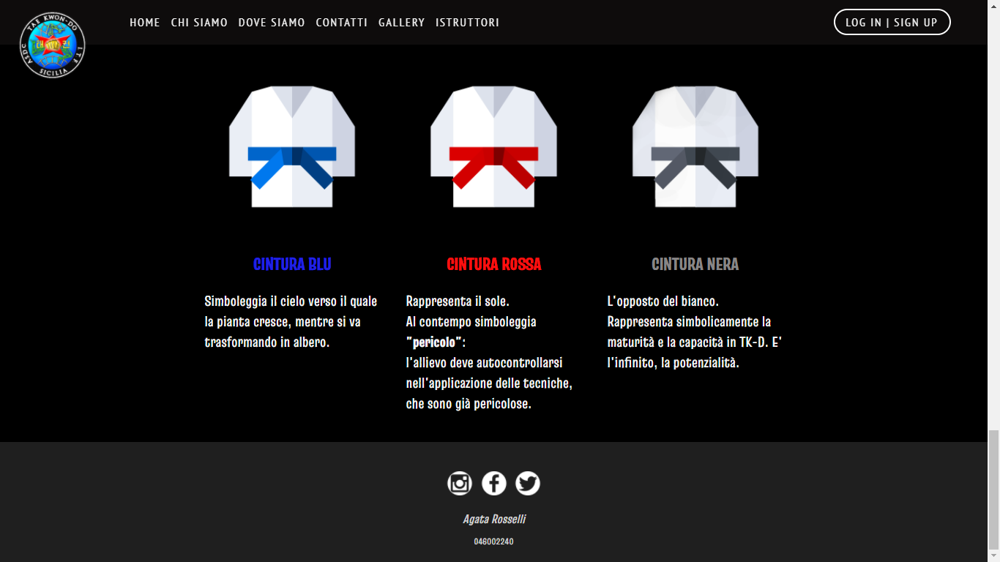 HOME CHI SIAMO DOVE SIAMO CONTATTI GALLERY ISTRUTTORI LOG IN | SIGN UP
TAE KWON-DO
ASDC
I.T.F.
SICILIA
CINTURA BLU
Simboleggia il cielo verso il quale
la pianta cresce, mentre si va
trasformando in albero.
CINTURA ROSSA
Rappresenta il sole.
Al contempo simboleggia
"pericolo":
l'allievo deve autocontrollarsi
nell'applicazione delle tecniche,
che sono già pericolose.
CINTURA NERA
L'opposto del bianco.
Rappresenta simbolicamente la
maturità e la capacità in TK-D. E'
l'infinito, la potenzialità.
Agata Rosselli
046002240